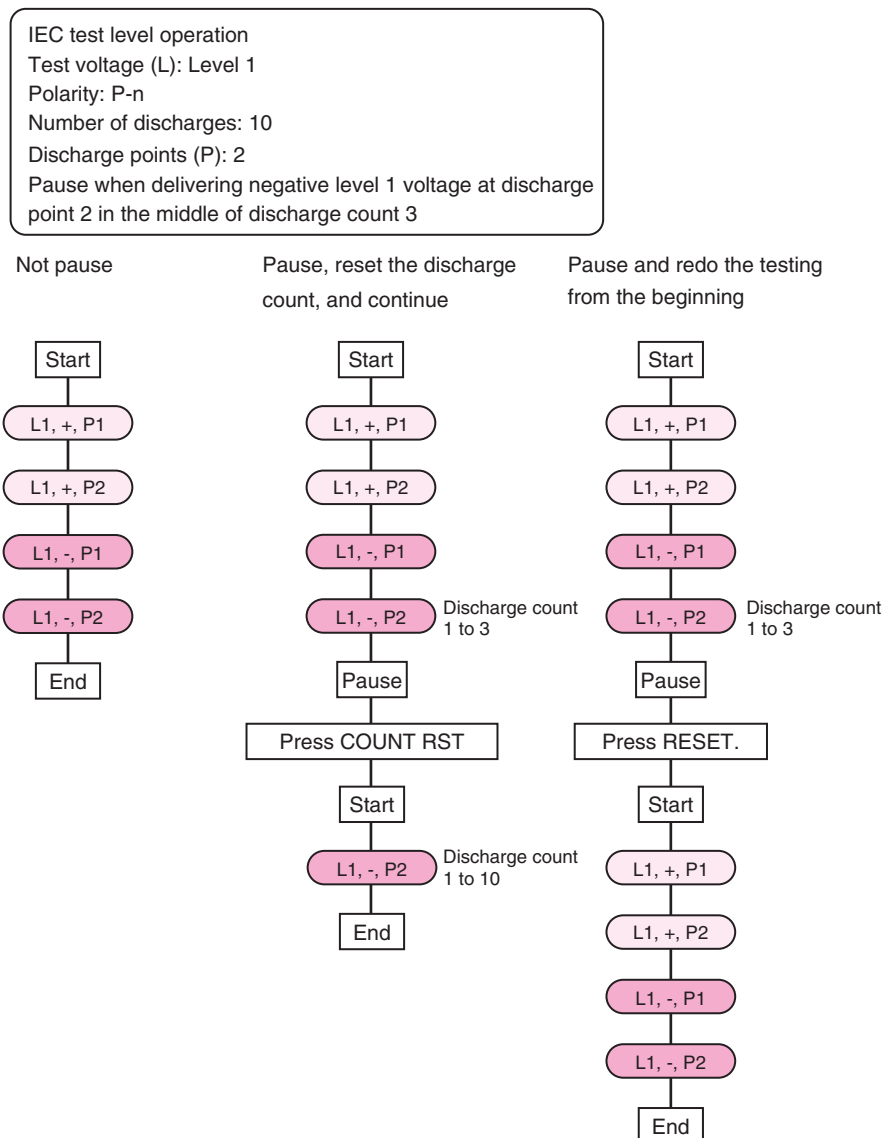 IEC test level operation
Test voltage (L): Level 1
Polarity: P-n
Number of discharges: 10
Discharge points (P): 2
Pause when delivering negative level 1 voltage at discharge
point 2 in the middle of discharge count 3
Not pause
Start
L1, +, P1
L1, +, P2
L1, -, P1
L1, -, P2
End
Pause, reset the discharge
count, and continue
Start
L1, +, P1
L1, +, P2
L1, -, P1
L1, -, P2
Discharge count
1 to 3
Pause
Press COUNT RST
Start
L1, -, P2
Discharge count
1 to 10
End
Pause and redo the testing
from the beginning
Start
L1, +, P1
L1, +, P2
L1, -, P1
L1, -, P2
Discharge count
1 to 3
Pause
Press RESET.
Start
L1, +, P1
L1, +, P2
L1, -, P1
L1, -, P2
End